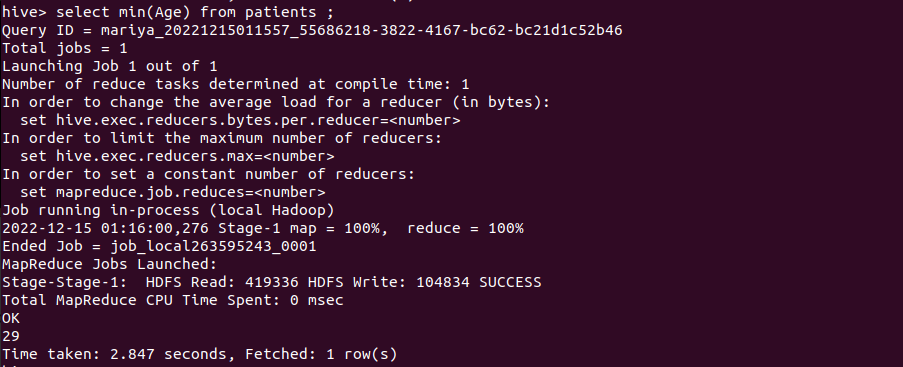 hive> select min(Age) from patients ;
Query ID = mariya_20221215011557_55686218-3822-4167-bc62-bc21d1c52b46
Total jobs = 1
Launching Job 1 out of 1
Number of reduce tasks determined at compile time: 1
In order to change the average load for a reducer (in bytes):
  set hive.exec.reducers.bytes.per.reducer=<number>
In order to limit the maximum number of reducers:
  set hive.exec.reducers.max=<number>
In order to set a constant number of reducers:
  set mapreduce.job.reduces=<number>
Job running in-process (local Hadoop)
2022-12-15 01:16:00,276 Stage-1 map = 100%,  reduce = 100%
Ended Job = job_local263595243_0001
MapReduce Jobs Launched:
Stage-Stage-1:  HDFS Read: 419336 HDFS Write: 104834 SUCCESS
Total MapReduce CPU Time Spent: 0 msec
OK
29
Time taken: 2.847 seconds, Fetched: 1 row(s)